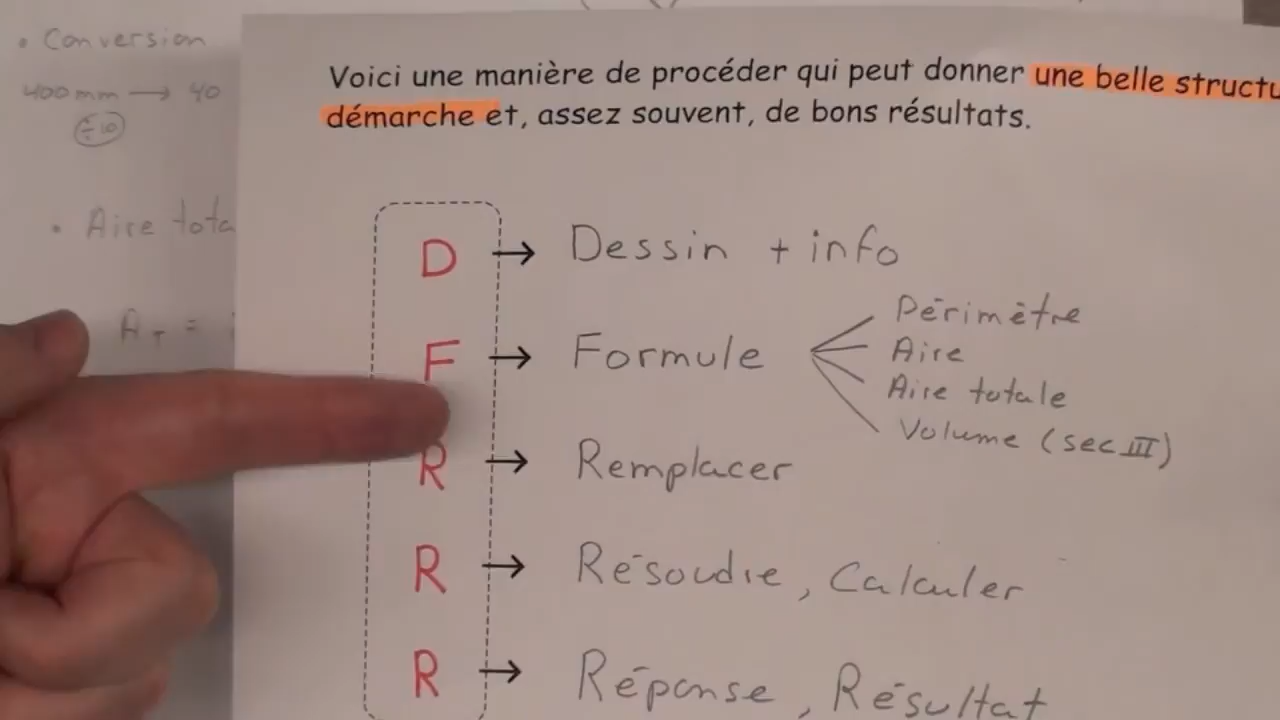 • Conversion
400mm → 40
÷10
• Aire tota
A_T =
Voici une manière de procéder qui peut donner une belle structu
démarche et, assez souvent, de bons résultats.
D → Dessin + info
F → Formule
Périmètre
Aire
Aire totale
Volume (sec III)
R → Remplacer
R → Résoudre, Calculer
R → Réponse, Résultat